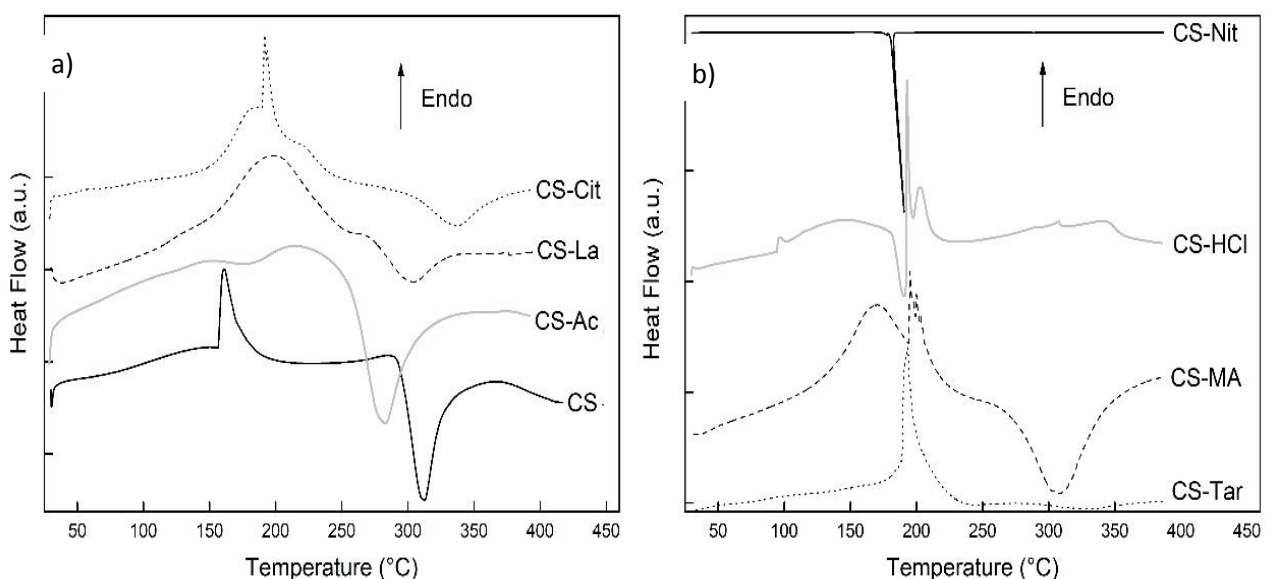 a)
Endo
CS-Cit
CS-La
CS-Ac
CS
Heat Flow (a.u.)
50 100 150 200 250 300 350 400 450
Temperature (°C)
b)
CS-Nit
Endo
CS-HCl
CS-MA
CS-Tar
Heat Flow (a.u.)
50 100 150 200 250 300 350 400 450
Temperature (°C)